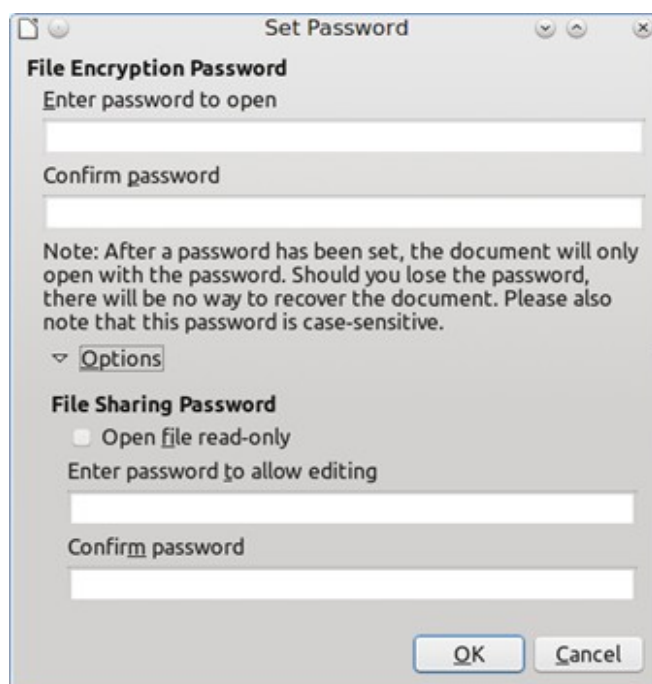 Set Password
File Encryption Password
Enter password to open
Confirm password
Note: After a password has been set, the document will only
open with the password. Should you lose the password,
there will be no way to recover the document. Please also
note that this password is case-sensitive.
Options
File Sharing Password
Open file read-only
Enter password to allow editing
Confirm password
OK Cancel